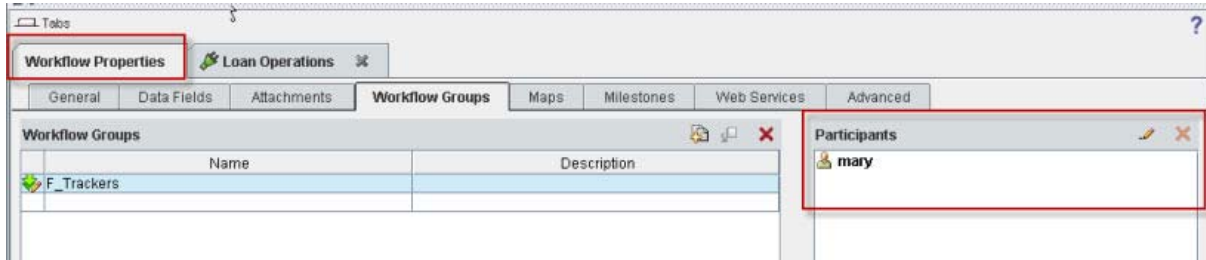 Tabs
?
Workflow Properties Loan Operations
General Data Fields Attachments Workflow Groups Maps Milestones Web Services Advanced
Workflow Groups
Name Description
F_Trackers
Participants
mary